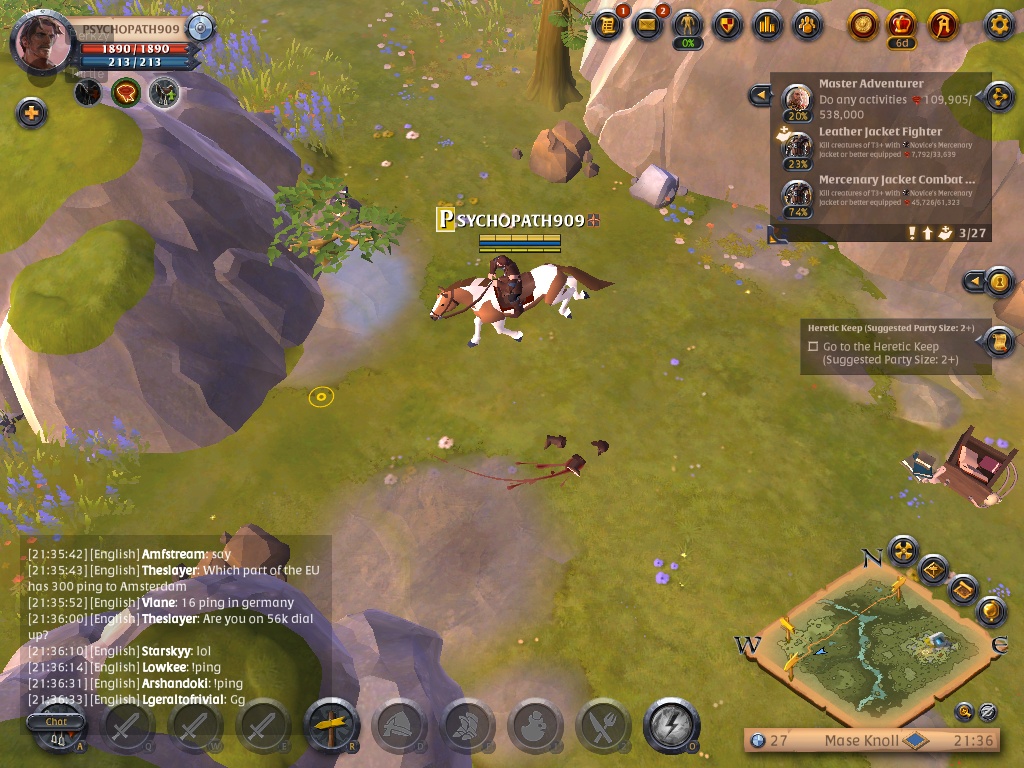 PSYCHOPATH909
1890 / 1890
213 / 213
1
2
0%
6d
Master Adventurer
Do any activities 109,905/
538,000
20%
Leather Jacket Fighter
Kill creatures of T3+ with Novice's Mercenary
Jacket or better equipped 7,792/33,639
23%
Mercenary Jacket Combat ...
Kill creatures of T3+ with Novice's Mercenary
Jacket or better equipped 45,726/61,323
74%
3/27
PSYCHOPATH909
Heretic Keep (Suggested Party Size: 2+)
Go to the Heretic Keep
(Suggested Party Size: 2+)
[21:35:42] [English] Amfstream: say
[21:35:43] [English] Theslayer: Which part of the EU
has 300 ping to Amsterdam
[21:35:52] [English] Vlane: 16 ping in germany
[21:36:00] [English] Theslayer: Are you on 56k dial
up?
[21:36:10] [English] Starskyy: lol
[21:36:14] [English] Lowkee: !ping
[21:36:31] [English] Arshandoki: !ping
[21:36:33] [English] Lgeraltofrivial: Gg
N
W
E
Chat
A
Q
W
E
R
D
F
O
27
Mase Knoll
21:36